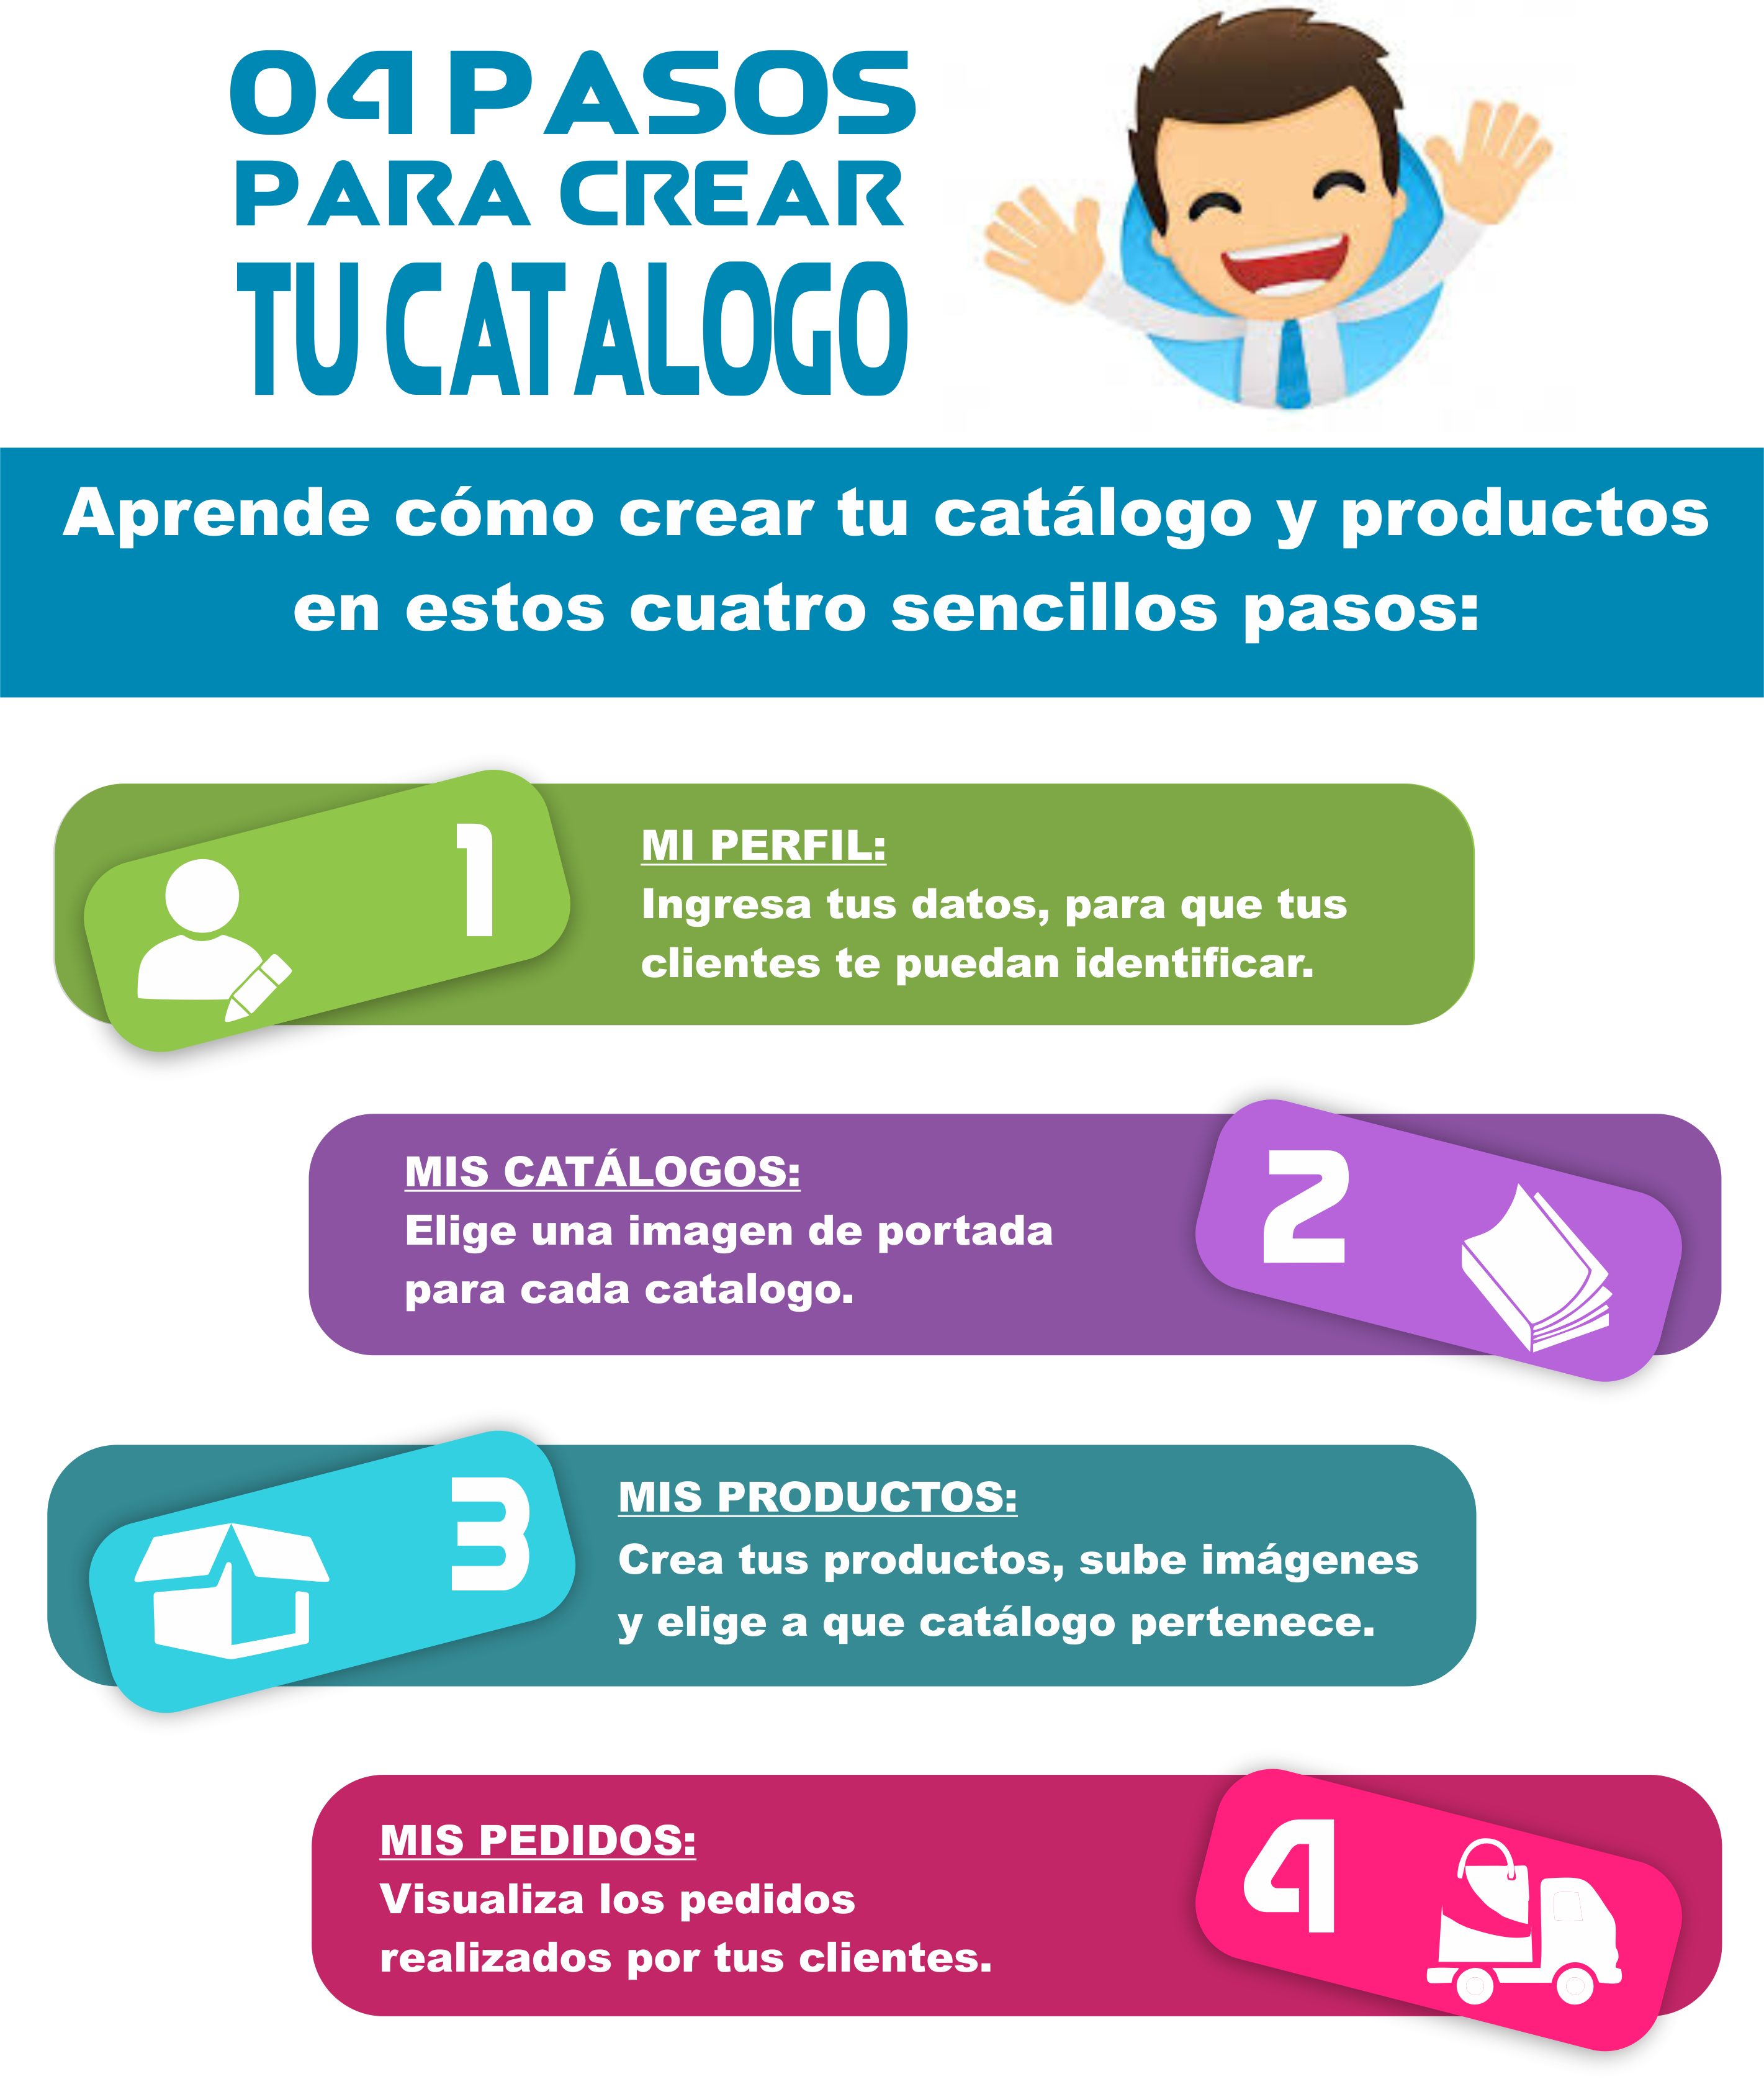 04 PASOS
PARA CREAR
TU CATALOGO
Aprende cómo crear tu catálogo y productos
en estos cuatro sencillos pasos:
1
MI PERFIL:
Ingresa tus datos, para que tus
clientes te puedan identificar.
MIS CATÁLOGOS:
Elige una imagen de portada
para cada catalogo.
2
3
MIS PRODUCTOS:
Crea tus productos, sube imágenes
y elige a que catálogo pertenece.
MIS PEDIDOS:
Visualiza los pedidos
realizados por tus clientes.
4